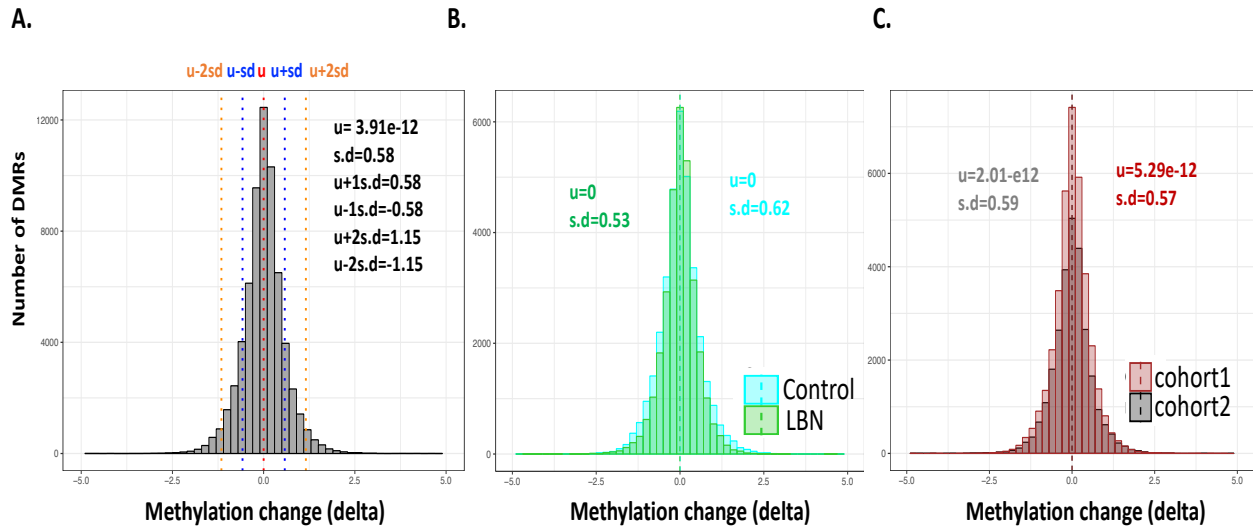 A.
B.
C.
u-2sd u-sd u u+sd u+2sd
Number of DMRs
12000
8000
4000
0
u= 3.91e-12
s.d=0.58
u+1s.d=0.58
u-1s.d=-0.58
u+2s.d=1.15
u-2s.d=-1.15
−5.0 −2.5 0.0 2.5 5.0
Methylation change (delta)
6000
4000
2000
0
u=0
s.d=0.53
u=0
s.d=0.62
Control
LBN
−5.0 −2.5 0.0 2.5 5.0
Methylation change (delta)
6000
4000
2000
0
u=2.01-e12
s.d=0.59
u=5.29e-12
s.d=0.57
cohort1
cohort2
−5.0 −2.5 0.0 2.5 5.0
Methylation change (delta)